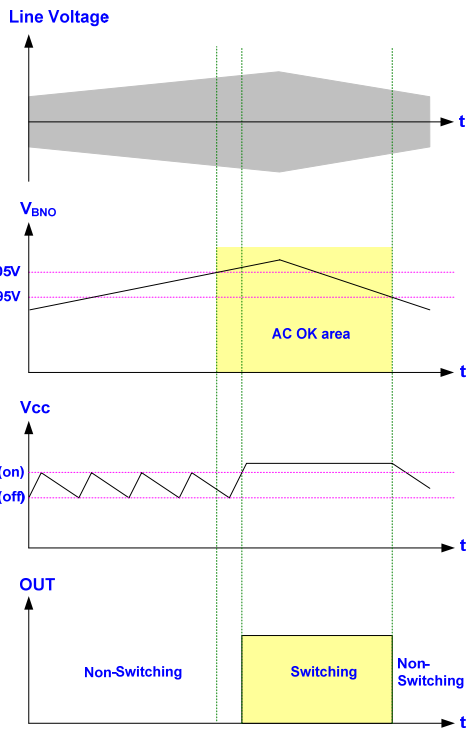 Line Voltage
t
VBNO
05V
95V
AC OK area
t
Vcc
(on)
(off)
t
OUT
Non-Switching
Switching
Non-
Switching
t